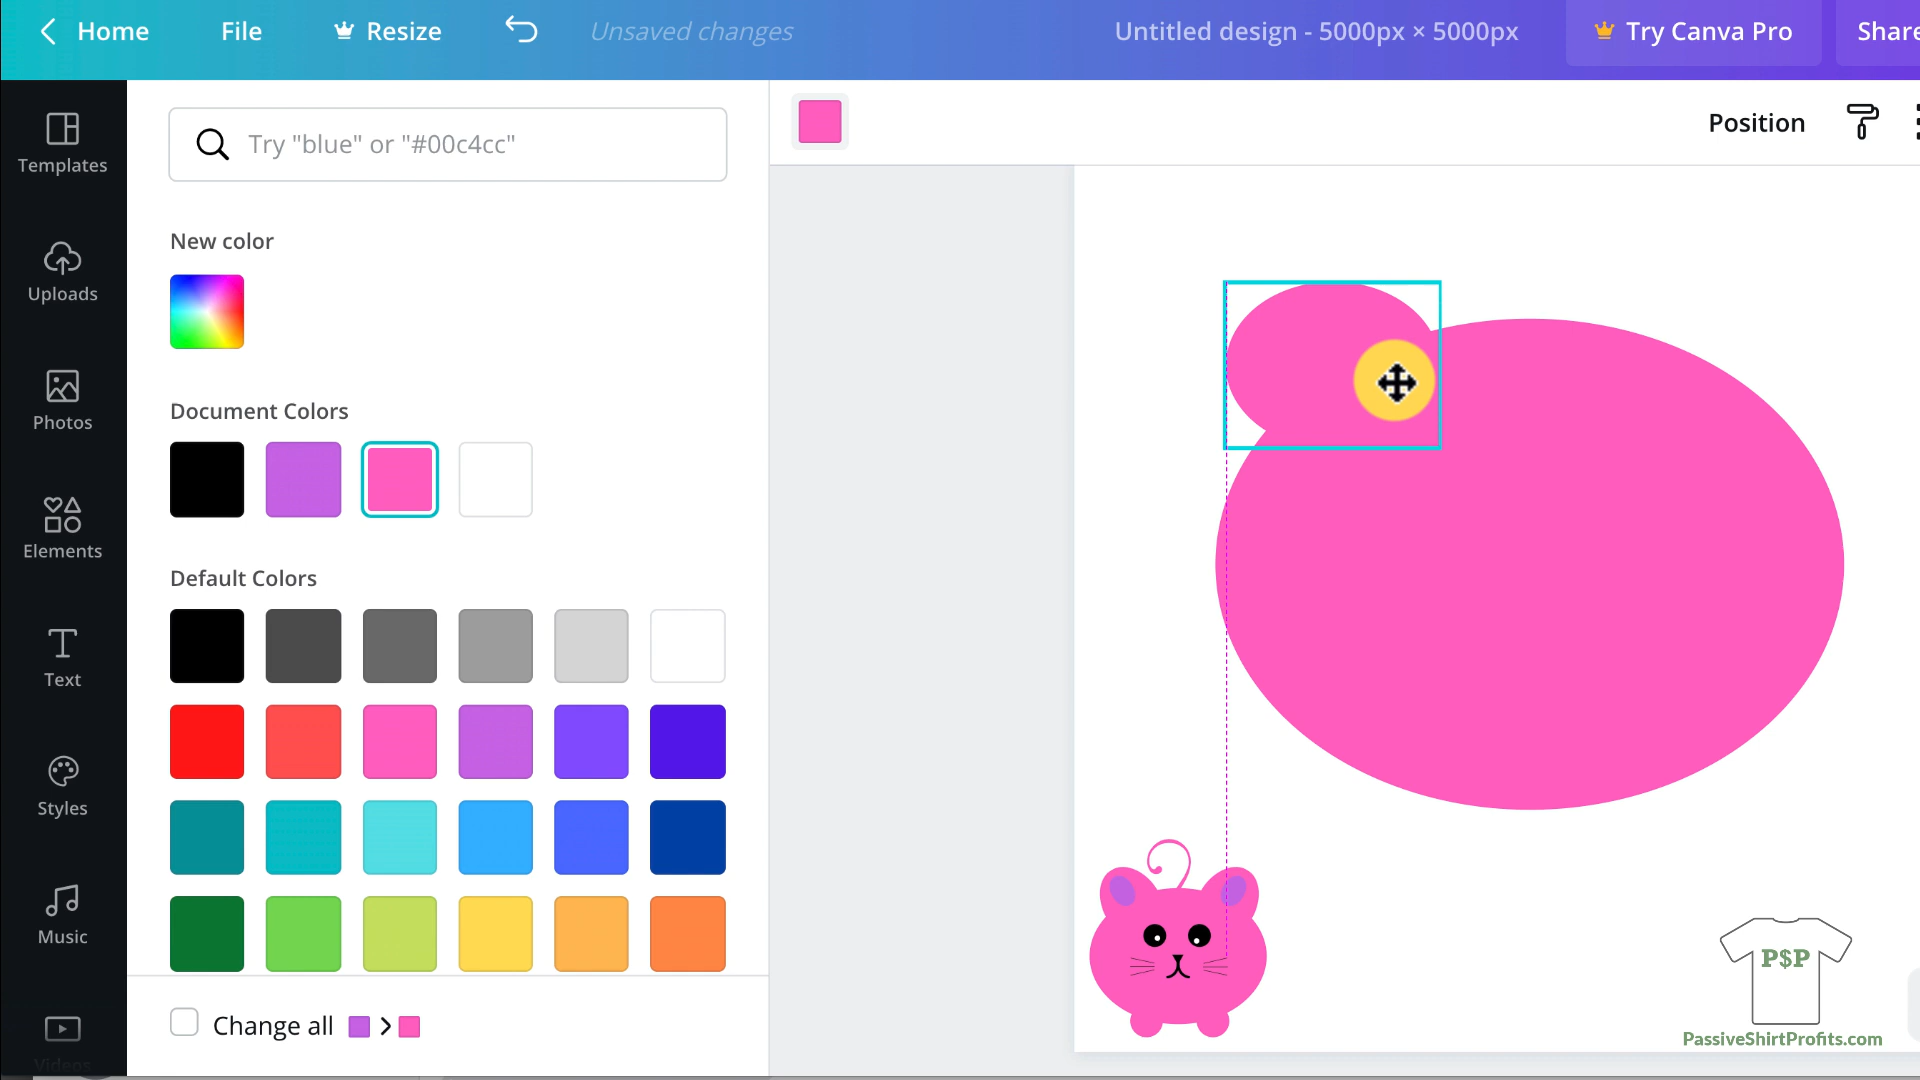 Home File Resize Unsaved changes Untitled design - 5000px × 5000px Try Canva Pro Share
Templates
Uploads
Photos
Elements
Text
Styles
Music
Videos
Try "blue" or "#00c4cc"
New color
Document Colors
Default Colors
Change all
Position
P$P
PassiveShirtProfits.com